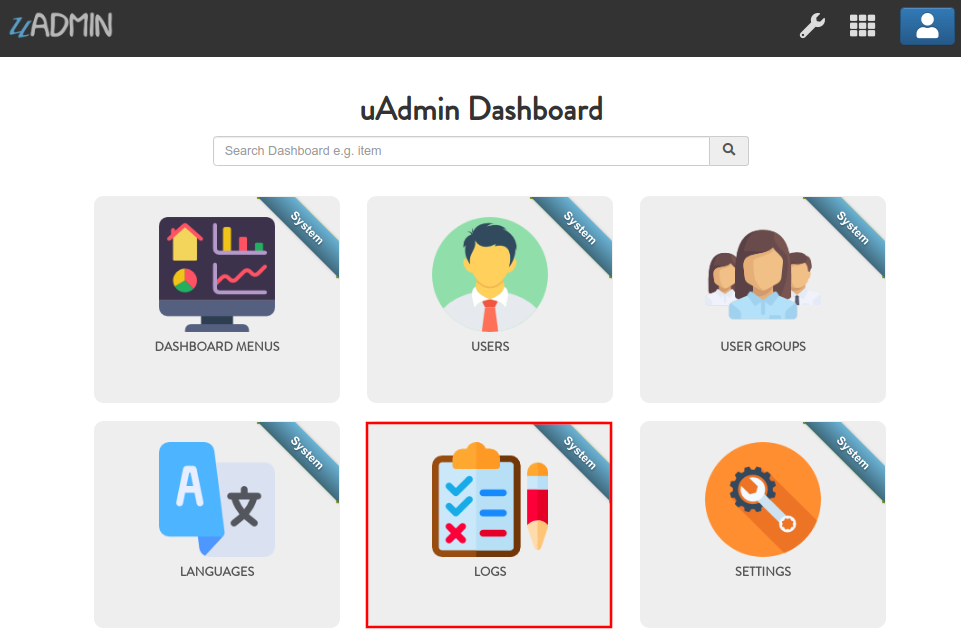 uADMIN
uAdmin Dashboard
Search Dashboard e.g. item
System
System
System
DASHBOARD MENUS
USERS
USER GROUPS
System
System
System
A
文
LANGUAGES
LOGS
SETTINGS